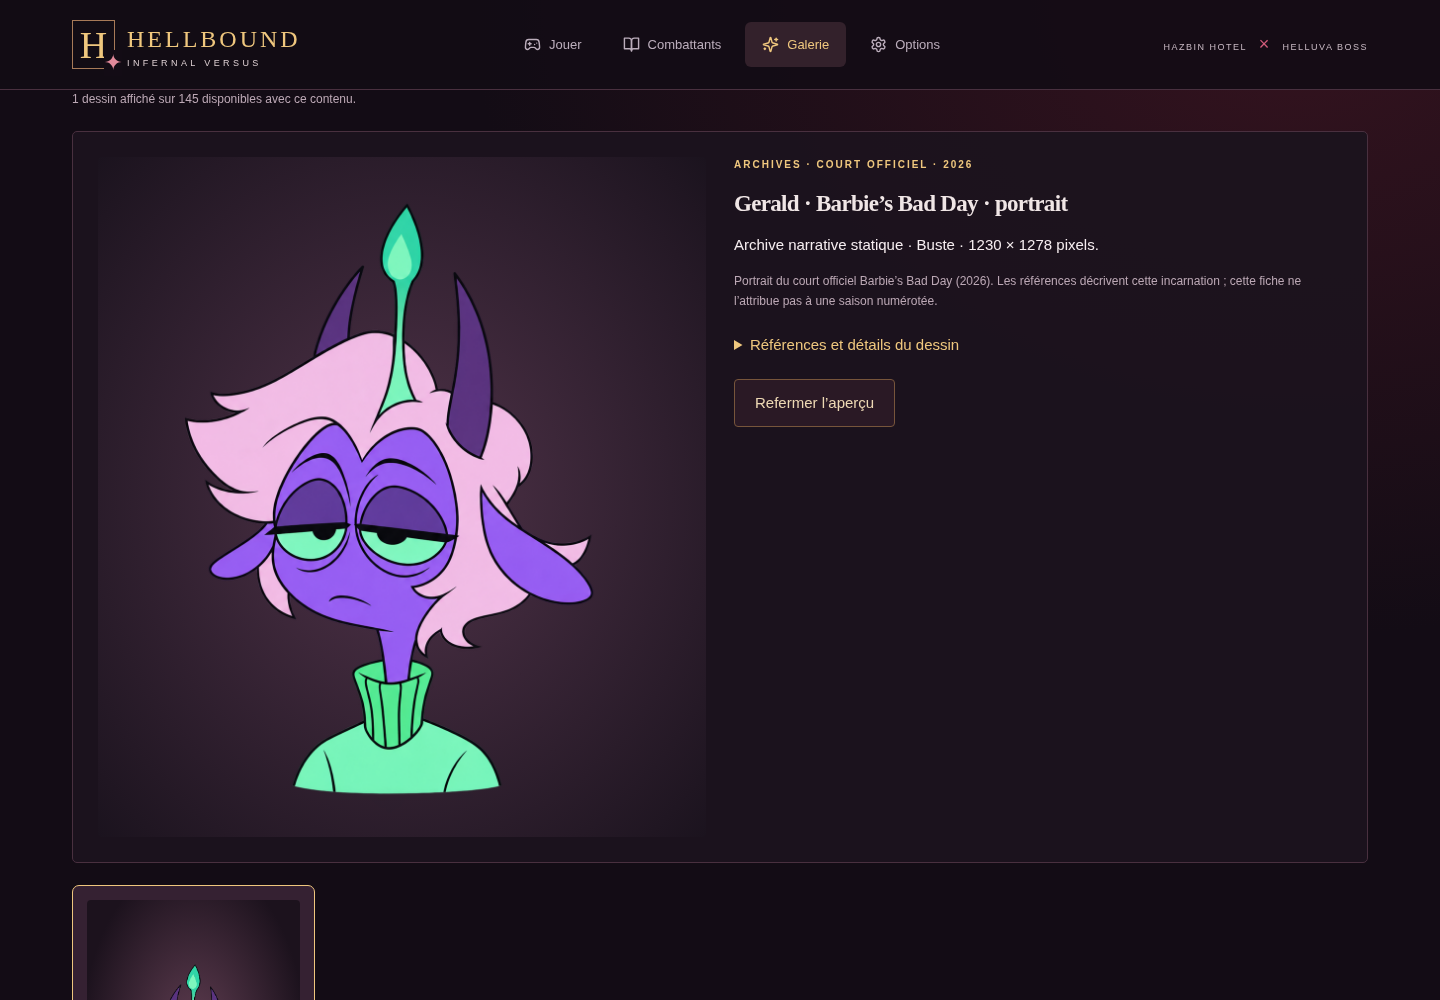 H
HELLBOUND
INFERNAL VERSUS
Jouer
Combattants
Galerie
Options
HAZBIN HOTEL × HELLUVA BOSS
1 dessin affiché sur 145 disponibles avec ce contenu.
ARCHIVES · COURT OFFICIEL · 2026
Gerald · Barbie’s Bad Day · portrait
Archive narrative statique · Buste · 1230 × 1278 pixels.
Portrait du court officiel Barbie’s Bad Day (2026). Les références décrivent cette incarnation ; cette fiche ne
l’attribue pas à une saison numérotée.
Références et détails du dessin
Refermer l’aperçu